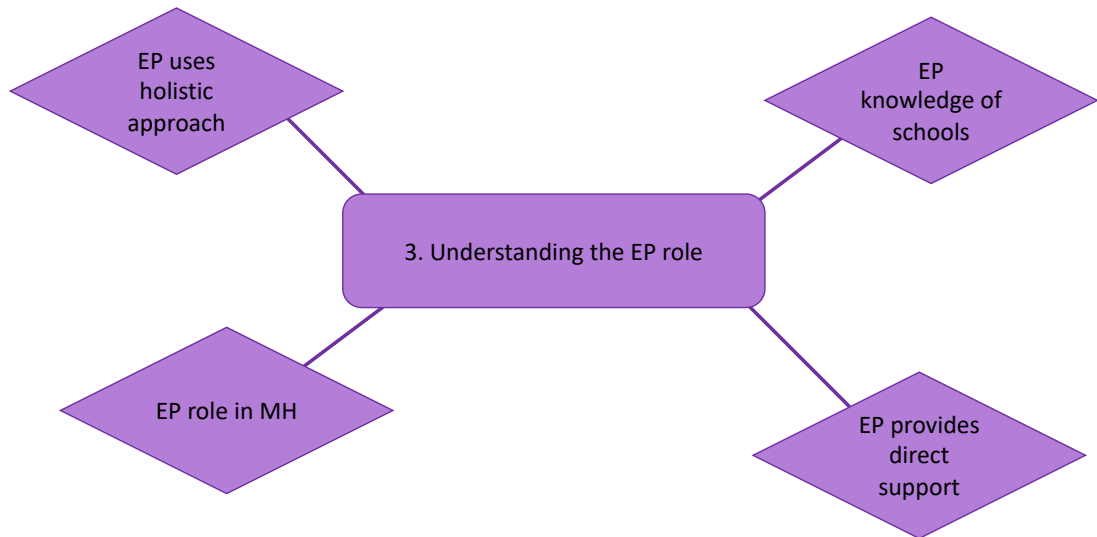 EP uses
holistic
approach
EP
knowledge of
schools
3. Understanding the EP role
EP role in MH
EP provides
direct
support